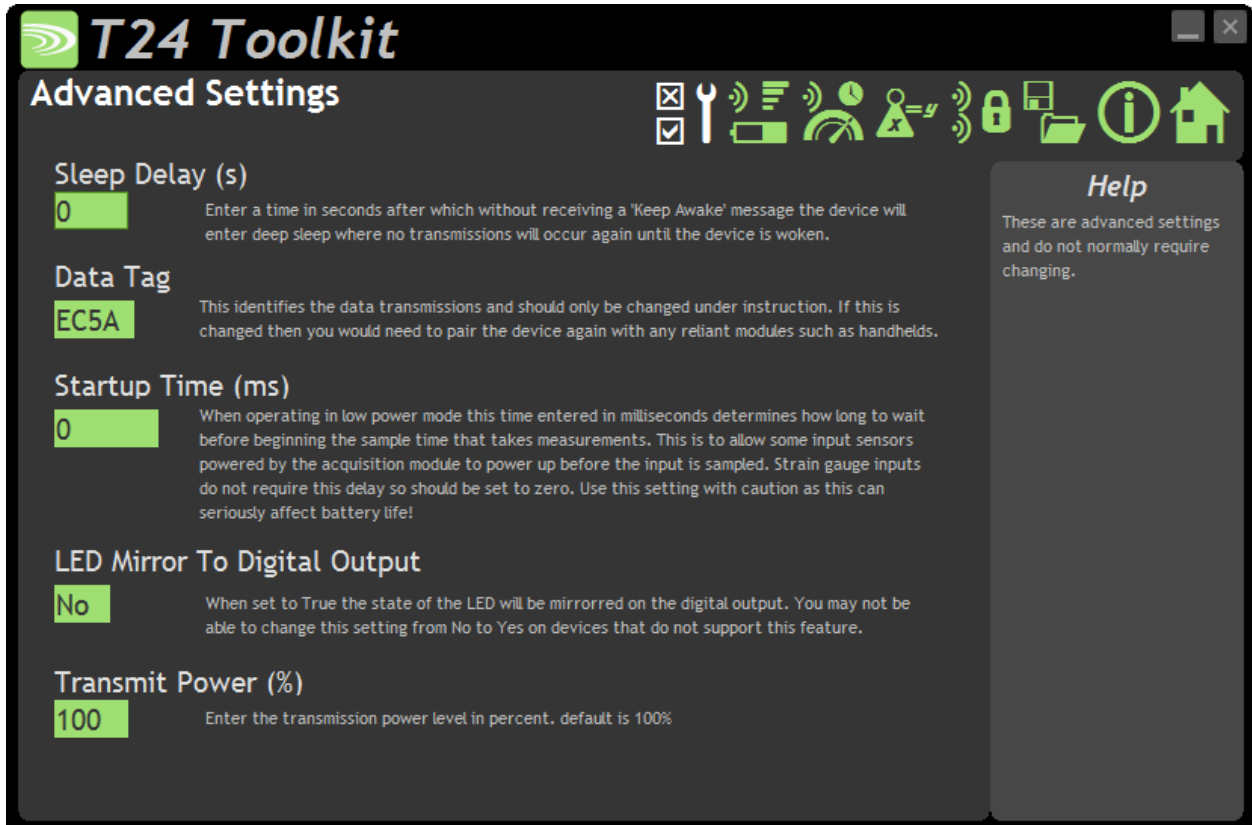 T24 Toolkit
Advanced Settings
x=y
Sleep Delay (s)
0
Enter a time in seconds after which without receiving a 'Keep Awake' message the device will
enter deep sleep where no transmissions will occur again until the device is woken.
Data Tag
EC5A
This identifies the data transmissions and should only be changed under instruction. If this is
changed then you would need to pair the device again with any reliant modules such as handhelds.
Startup Time (ms)
0
When operating in low power mode this time entered in milliseconds determines how long to wait
before beginning the sample time that takes measurements. This is to allow some input sensors
powered by the acquisition module to power up before the input is sampled. Strain gauge inputs
do not require this delay so should be set to zero. Use this setting with caution as this can
seriously affect battery life!
LED Mirror To Digital Output
No
When set to True the state of the LED will be mirrorred on the digital output. You may not be
able to change this setting from No to Yes on devices that do not support this feature.
Transmit Power (%)
100
Enter the transmission power level in percent. default is 100%
Help
These are advanced settings
and do not normally require
changing.